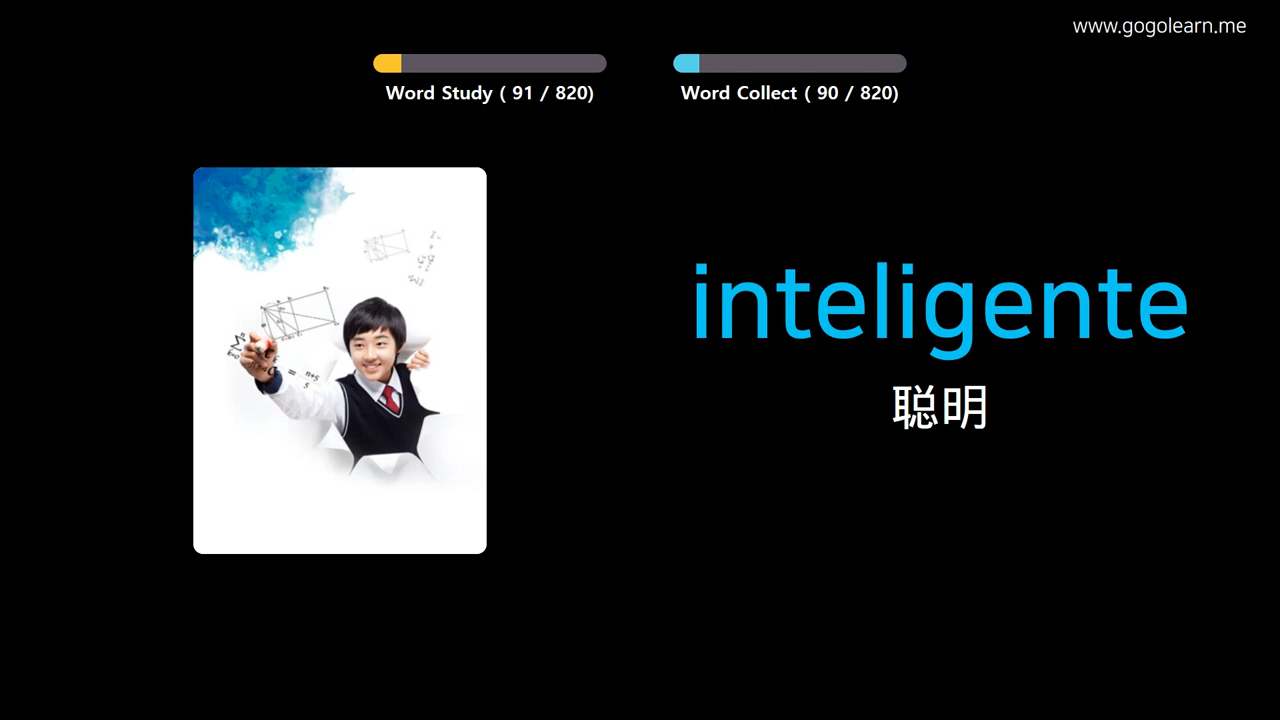 www.gogolearn.me
Word Study ( 91 / 820)
Word Collect ( 90 / 820)
inteligente
聪明